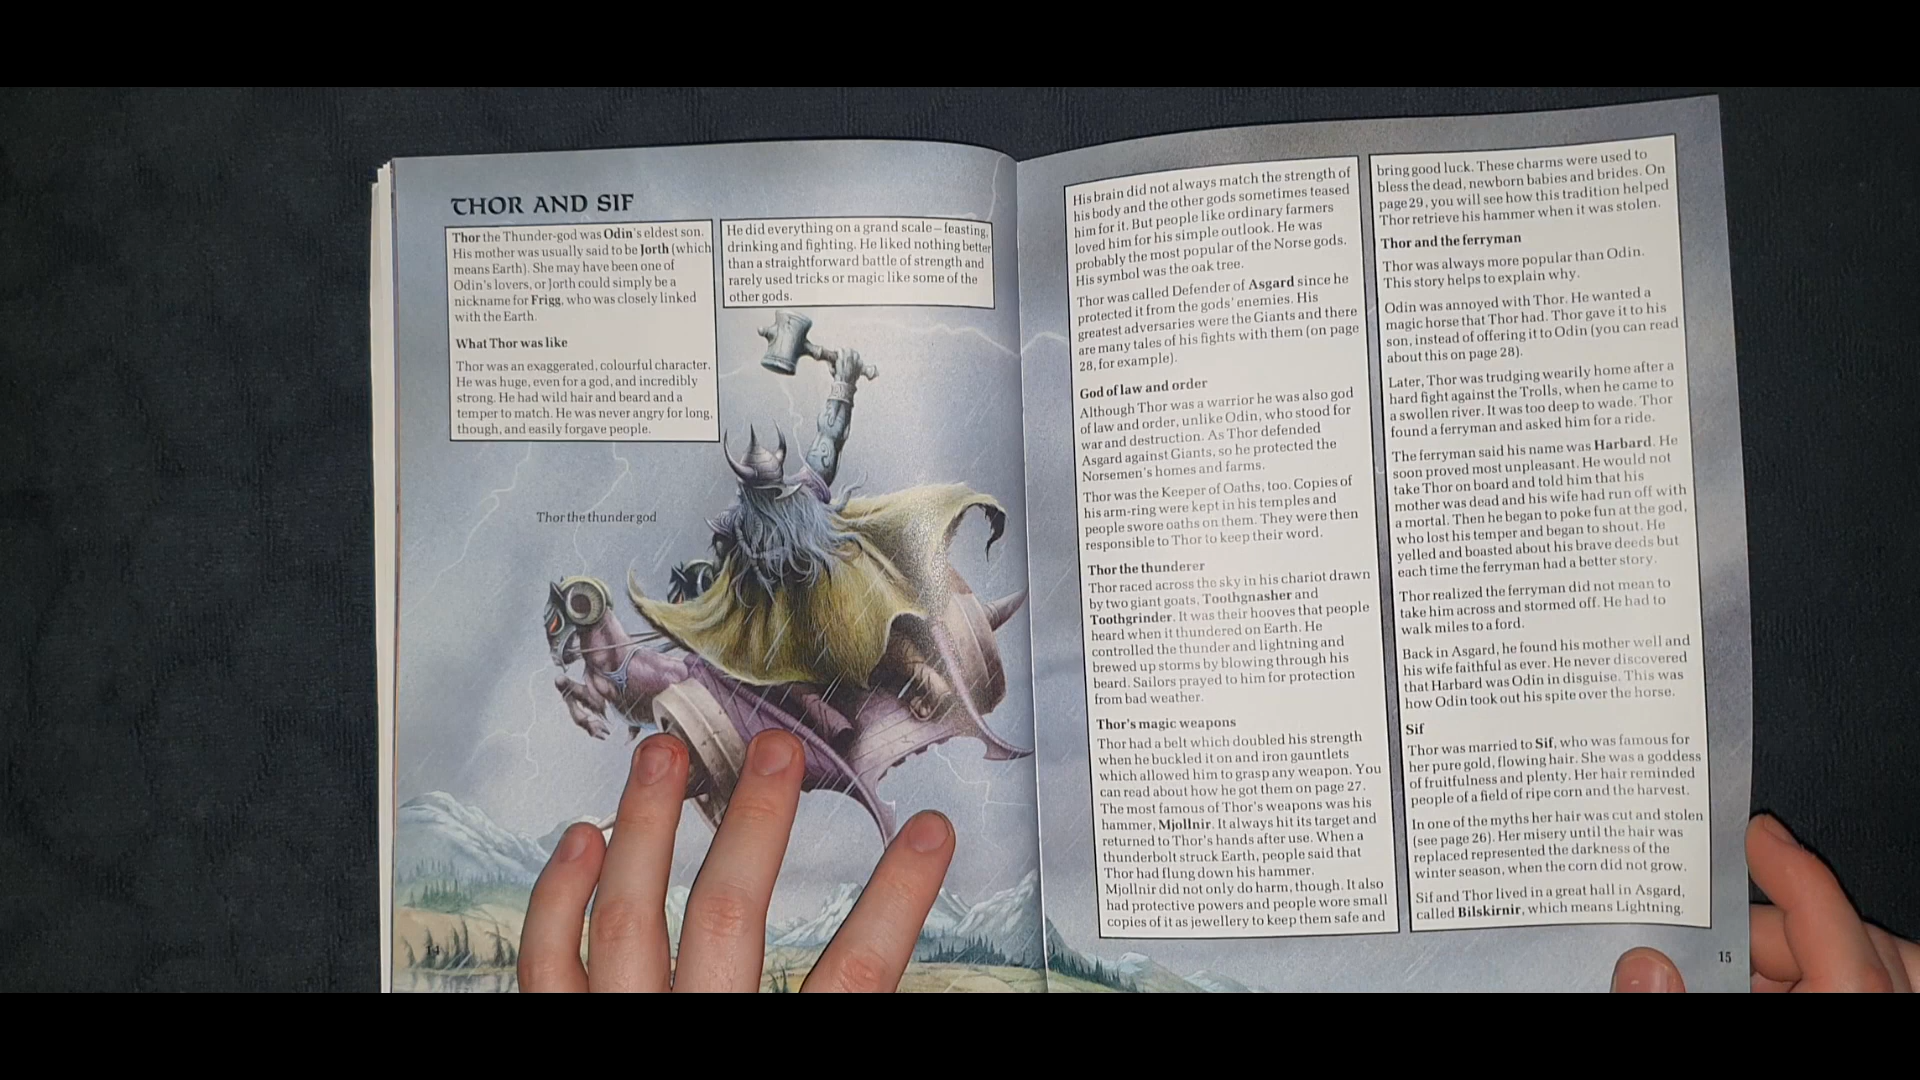 THOR AND SIF
Thor the Thunder-god was Odin's eldest son.
His mother was usually said to be Jorth (which
means Earth). She may have been one of
Odin's lovers, or Jorth could simply be a
nickname for Frigg, who was closely linked
with the Earth.
What Thor was like
Thor was an exaggerated, colourful character.
He was huge, even for a god, and incredibly
strong. He had wild hair and beard and a
temper to match. He was never angry for long,
though, and easily forgave people.
He did everything on a grand scale – feasting,
drinking and fighting. He liked nothing better
than a straightforward battle of strength and
rarely used tricks or magic like some of the
other gods.
Thor the thunder god
14
His brain did not always match the strength of
his body and the other gods sometimes teased
him for it. But people like ordinary farmers
loved him for his simple outlook. He was
probably the most popular of the Norse gods.
His symbol was the oak tree.
Thor was called Defender of Asgard since he
protected it from the gods' enemies. His
greatest adversaries were the Giants and there
are many tales of his fights with them (on page
28, for example).
God of law and order
Although Thor was a warrior he was also god
of law and order, unlike Odin, who stood for
war and destruction. As Thor defended
Asgard against Giants, so he protected the
Norsemen's homes and farms.
Thor was the Keeper of Oaths, too. Copies of
his arm-ring were kept in his temples and
people swore oaths on them. They were then
responsible to Thor to keep their word.
Thor the thunderer
Thor raced across the sky in his chariot drawn
by two giant goats, Toothgnasher and
Toothgrinder. It was their hooves that people
heard when it thundered on Earth. He
controlled the thunder and lightning and
brewed up storms by blowing through his
beard. Sailors prayed to him for protection
from bad weather.
Thor's magic weapons
Thor had a belt which doubled his strength
when he buckled it on and iron gauntlets
which allowed him to grasp any weapon. You
can read about how he got them on page 27.
The most famous of Thor's weapons was his
hammer, Mjollnir. It always hit its target and
returned to Thor's hands after use. When a
thunderbolt struck Earth, people said that
Thor had flung down his hammer.
Mjollnir did not only do harm, though. It also
had protective powers and people wore small
copies of it as jewellery to keep them safe and
bring good luck. These charms were used to
bless the dead, newborn babies and brides. On
page 29, you will see how this tradition helped
Thor retrieve his hammer when it was stolen.
Thor and the ferryman
Thor was always more popular than Odin.
This story helps to explain why.
Odin was annoyed with Thor. He wanted a
magic horse that Thor had. Thor gave it to his
son, instead of offering it to Odin (you can read
about this on page 28).
Later, Thor was trudging wearily home after a
hard fight against the Trolls, when he came to
a swollen river. It was too deep to wade. Thor
found a ferryman and asked him for a ride.
The ferryman said his name was Harbard. He
soon proved most unpleasant. He would not
take Thor on board and told him that his
mother was dead and his wife had run off with
a mortal. Then he began to poke fun at the god,
who lost his temper and began to shout. He
yelled and boasted about his brave deeds but
each time the ferryman had a better story.
Thor realized the ferryman did not mean to
take him across and stormed off. He had to
walk miles to a ford.
Back in Asgard, he found his mother well and
his wife faithful as ever. He never discovered
that Harbard was Odin in disguise. This was
how Odin took out his spite over the horse.
Sif
Thor was married to Sif, who was famous for
her pure gold, flowing hair. She was a goddess
of fruitfulness and plenty. Her hair reminded
people of a field of ripe corn and the harvest.
In one of the myths her hair was cut and stolen
(see page 26). Her misery until the hair was
replaced represented the darkness of the
winter season, when the corn did not grow.
Sif and Thor lived in a great hall in Asgard,
called Bilskirnir, which means Lightning.
15